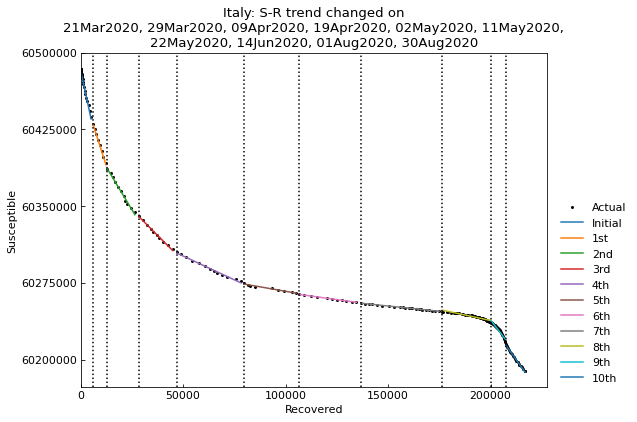 Italy: S-R trend changed on
21Mar2020, 29Mar2020, 09Apr2020, 19Apr2020, 02May2020, 11May2020,
22May2020, 14Jun2020, 01Aug2020, 30Aug2020
60500000
60425000
60350000
60275000
60200000
Susceptible
0
50000
100000
150000
200000
Recovered
Actual
Initial
1st
2nd
3rd
4th
5th
6th
7th
8th
9th
10th